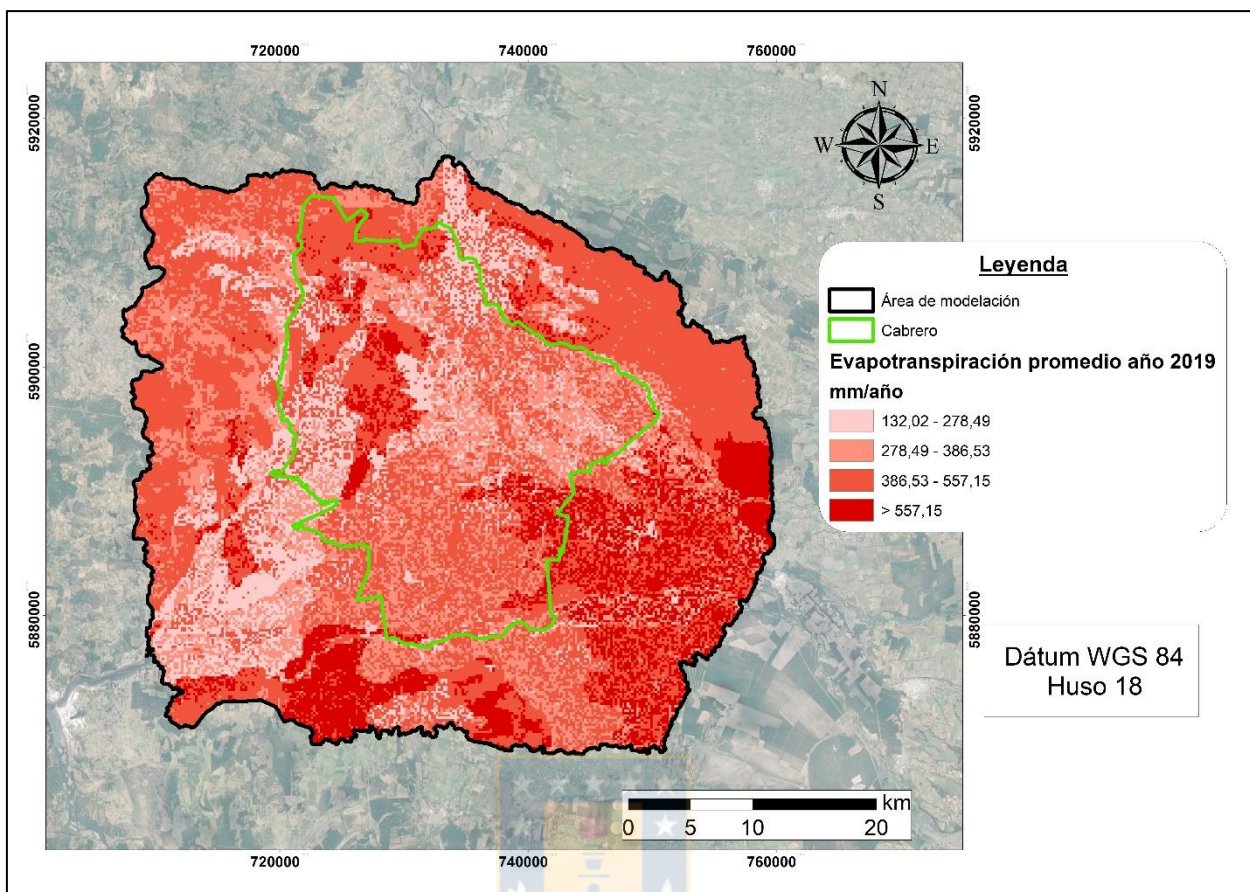 720000 740000 760000
5920000 5920000
N
W E
S
Leyenda
Área de modelación
Cabrero
Evapotranspiración promedio año 2019
mm/año
132,02 - 278,49
278,49 - 386,53
386,53 - 557,15
> 557,15
5900000
5880000 5880000
Dátum WGS 84
Huso 18
km
0 5 10 20
720000 740000 760000